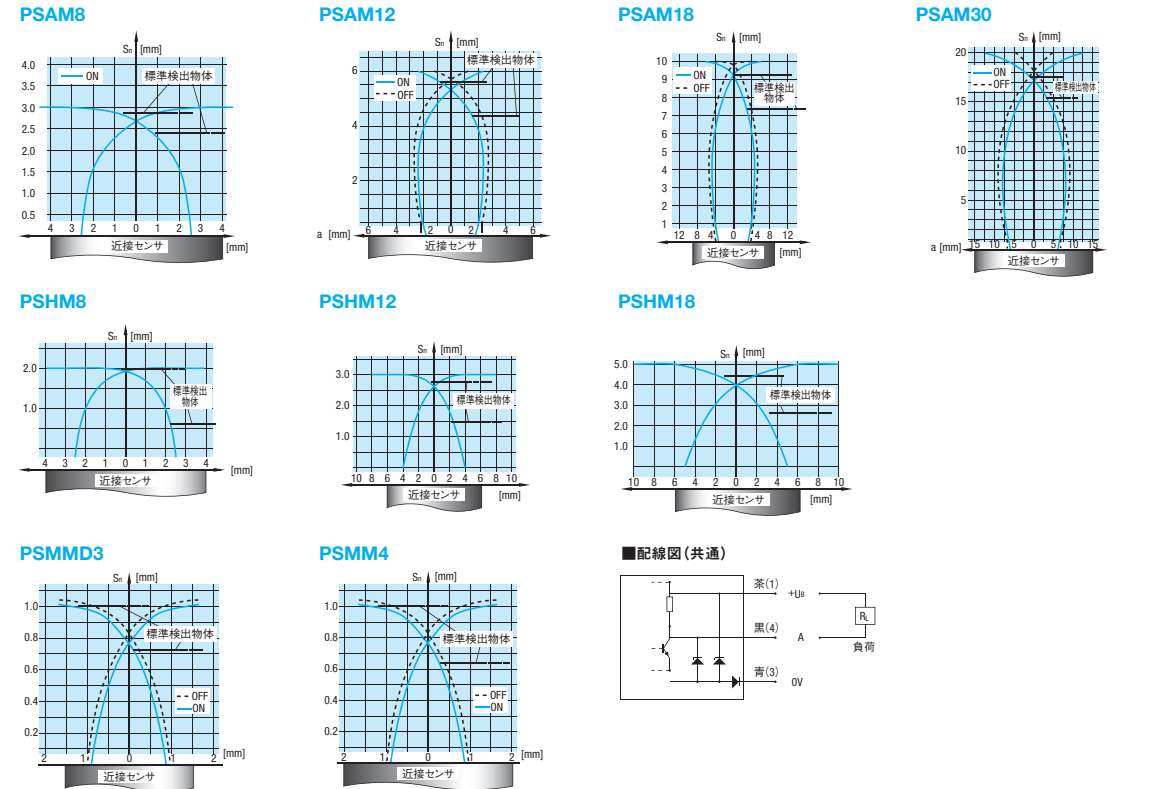 PSAM8
Sn [mm]
4.0
3.5
3.0
2.5
2.0
1.5
1.0
0.5
ON
標準検出物体
4 3 2 1 0 1 2 3 4
近接センサ
[mm]
PSAM12
Sn [mm]
6
4
2
ON
OFF
標準検出物体
a [mm]
6 4 2 0 2 4 6
近接センサ
PSAM18
Sn [mm]
10
9
8
7
6
5
4
3
2
1
ON
OFF
標準検出
物体
12 8 4 0 4 8 12
近接センサ
[mm]
PSAM30
Sn [mm]
20
15
10
5
ON
OFF
標準検出物体
a [mm]
15 10 5 0 5 10 15
近接センサ
PSHM8
Sn [mm]
2.0
1.0
標準検出
物体
4 3 2 1 0 1 2 3 4
[mm]
近接センサ
PSHM12
Sn [mm]
3.0
2.0
1.0
標準検出物体
10 8 6 4 2 0 2 4 6 8 10
近接センサ
[mm]
PSHM18
Sn [mm]
5.0
4.0
3.0
2.0
1.0
標準検出物体
10 8 6 4 2 0 2 4 6 8 10
近接センサ
[mm]
PSMMD3
Sn [mm]
1.0
0.8
0.6
0.4
0.2
標準検出物体
OFF
ON
2 1 0 1 2
[mm]
近接センサ
PSMM4
Sn [mm]
1.0
0.8
0.6
0.4
0.2
標準検出物体
OFF
ON
2 1 0 1 2
[mm]
近接センサ
■配線図(共通)
茶(1)
+UB
RL
黒(4)
A
負荷
青(3)
0V